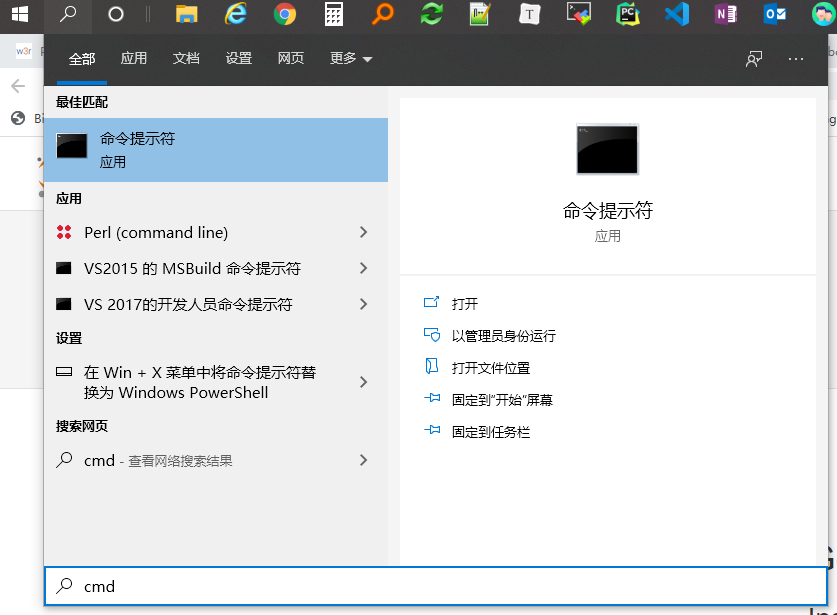 w3r
PC
T
N
全部 应用 文档 设置 网页 更多
最佳匹配
命令提示符
应用
应用
Perl (command line)
VS2015 的 MSBuild 命令提示符
VS 2017的开发人员命令提示符
设置
在 Win + X 菜单中将命令提示符替
换为 Windows PowerShell
搜索网页
cmd - 查看网络搜索结果
命令提示符
应用
打开
以管理员身份运行
打开文件位置
固定到"开始"屏幕
固定到任务栏
cmd